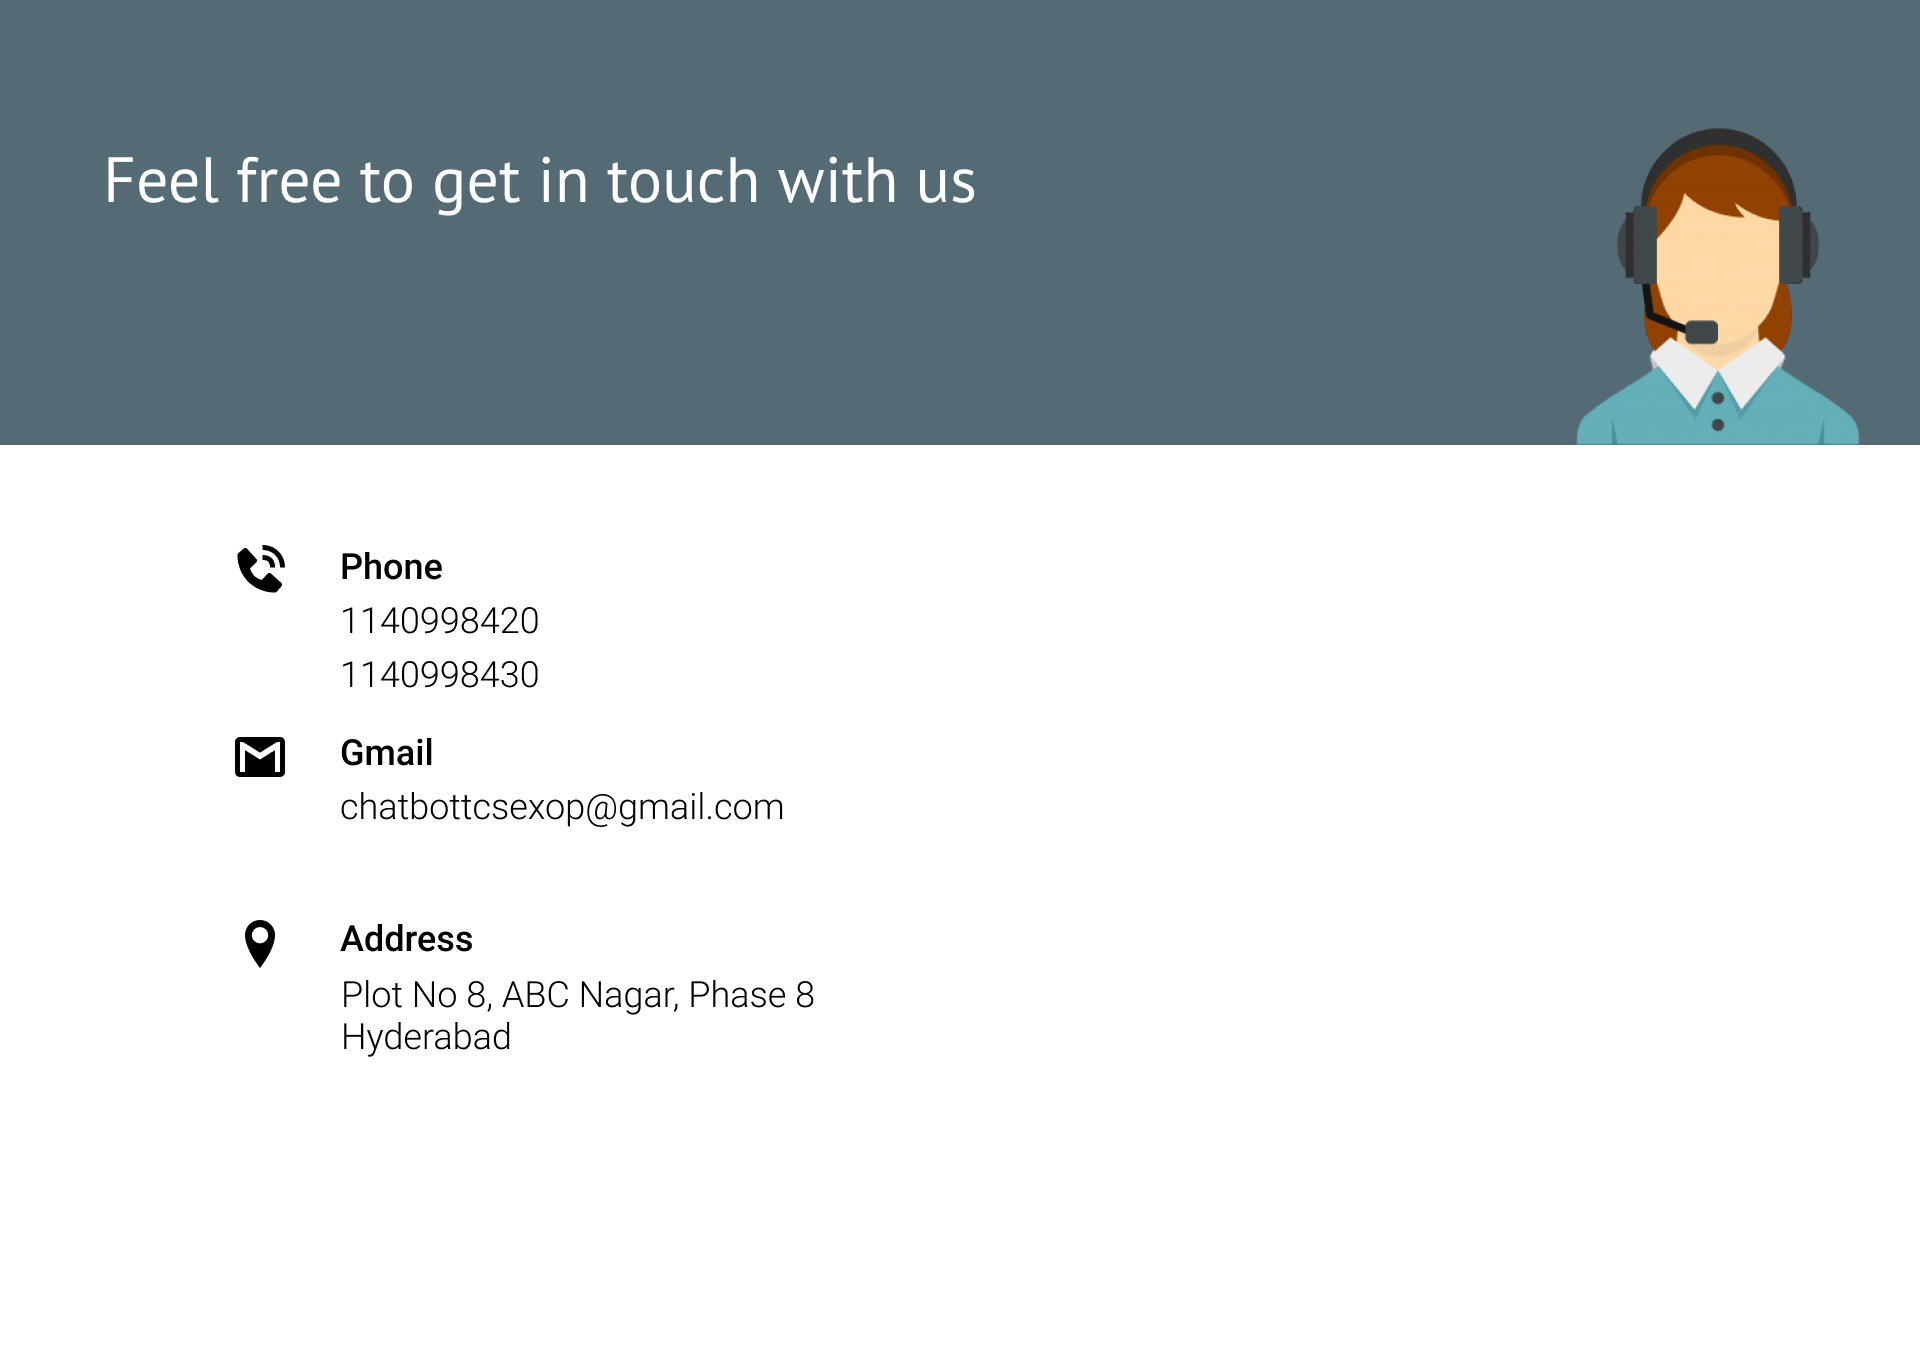 Feel free to get in touch with us
Phone
1140998420
1140998430
Gmail
chatbottcsexop@gmail.com
Address
Plot No 8, ABC Nagar, Phase 8
Hyderabad